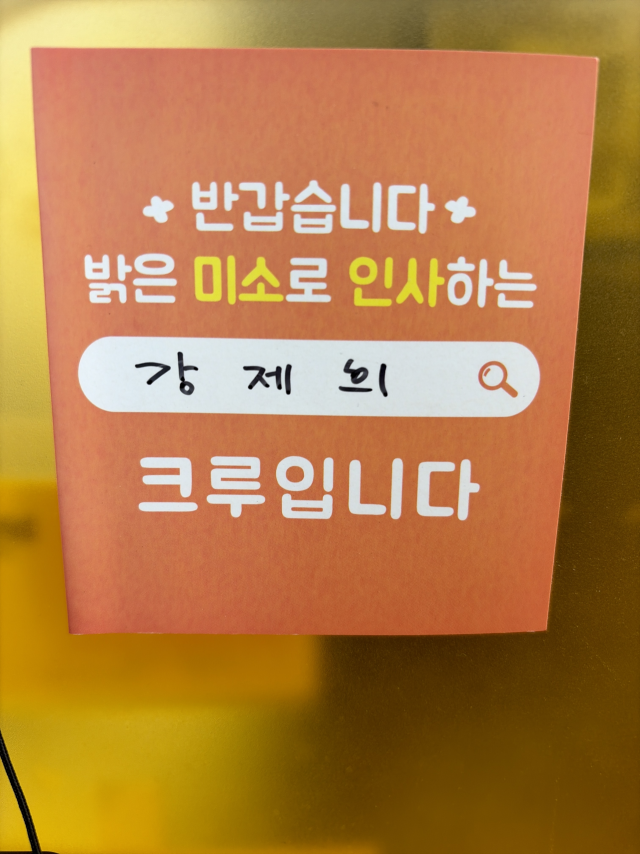 반갑습니다
밝은 미소로 인사하는
강제희
크루입니다